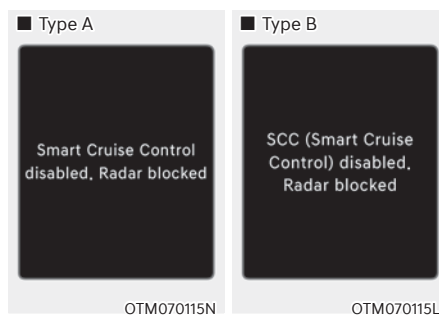 ■ Type A
Smart Cruise Control
disabled. Radar blocked
OTM070115N
■ Type B
SCC (Smart Cruise
Control) disabled.
Radar blocked
OTM070115L